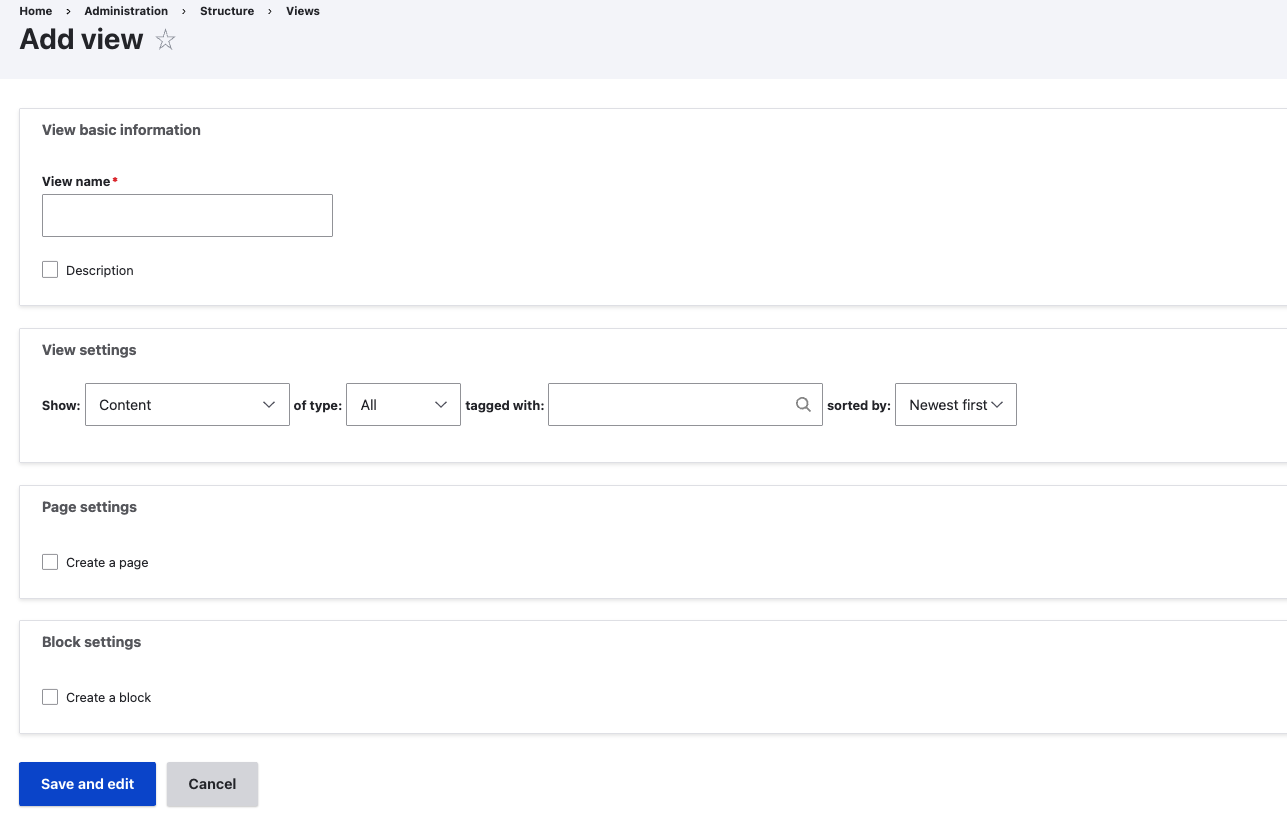 Home › Administration › Structure › Views
Add view
View basic information
View name*
Description
View settings
Show: Content of type: All tagged with: sorted by: Newest first
Page settings
Create a page
Block settings
Create a block
Save and edit Cancel